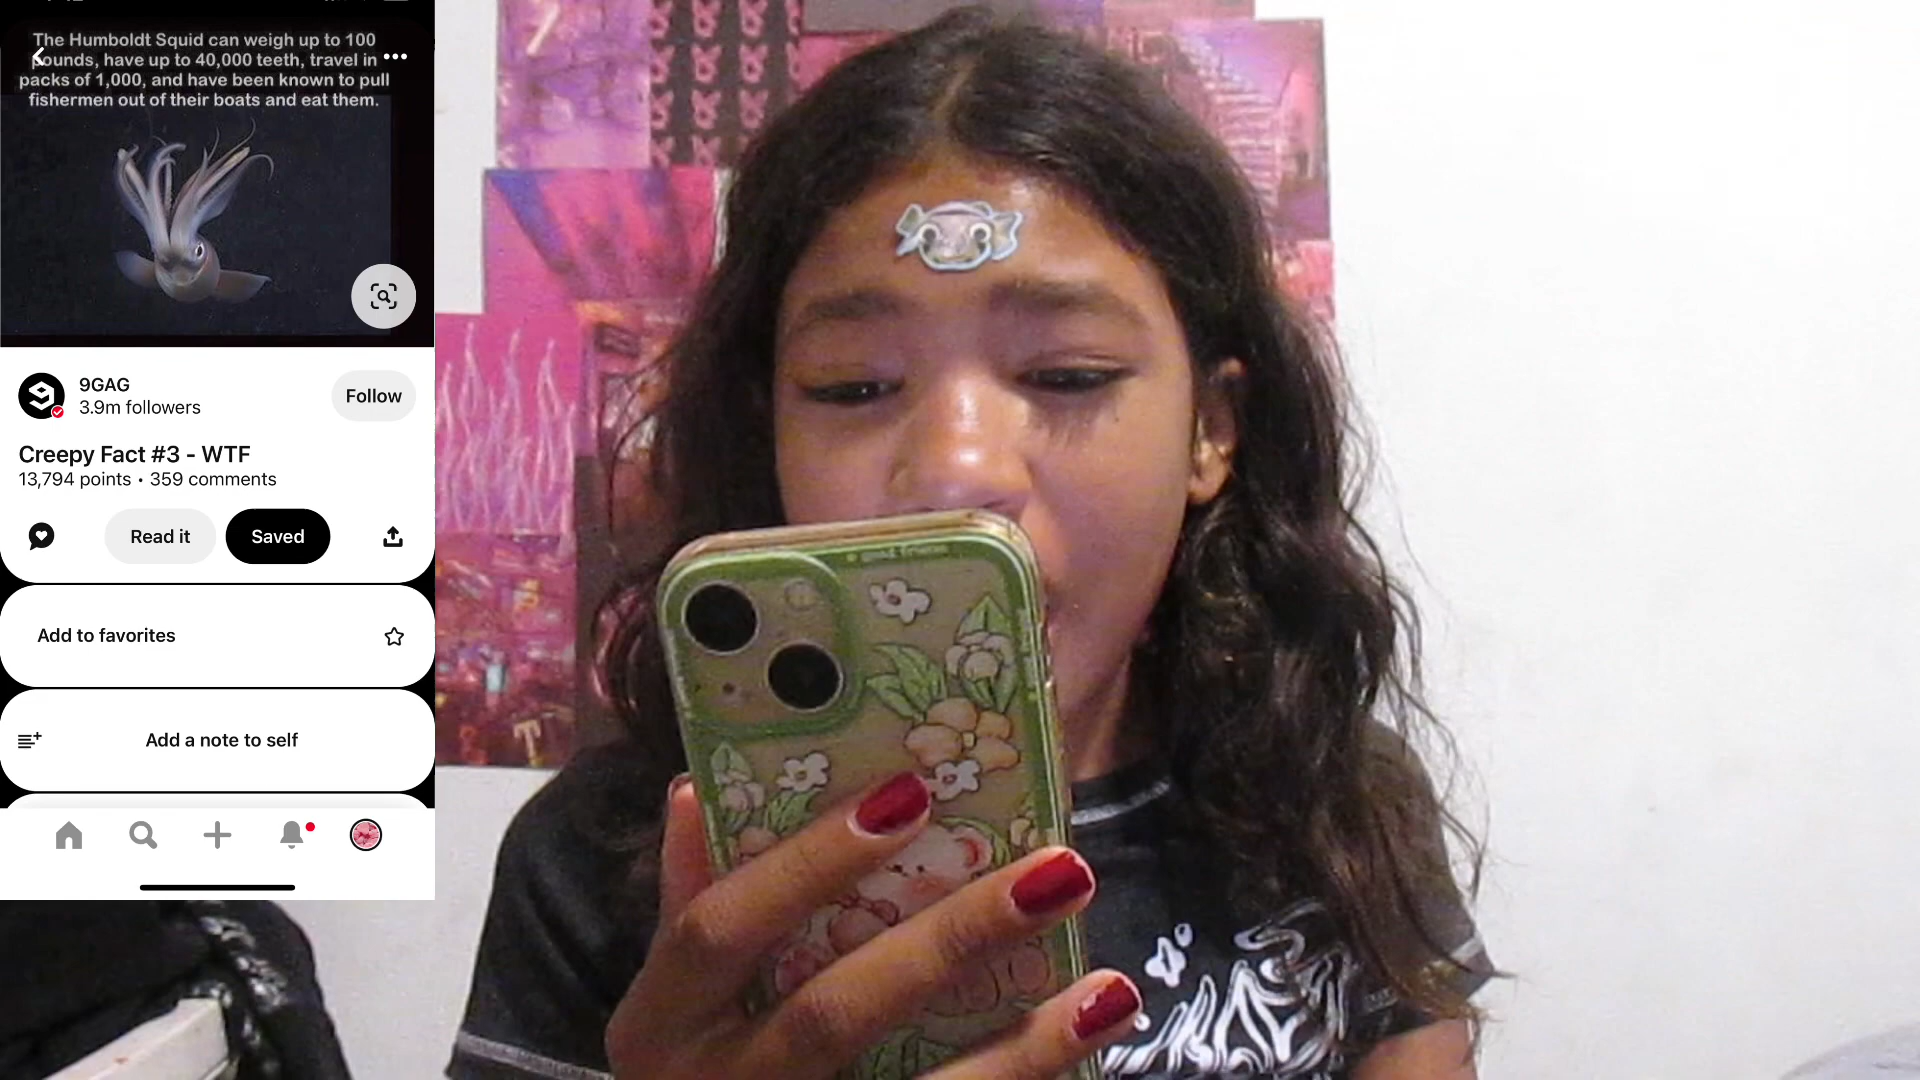 The Humboldt Squid can weigh up to 100
pounds, have up to 40,000 teeth, travel in
packs of 1,000, and have been known to pull
fishermen out of their boats and eat them.
9GAG
3.9m followers
Follow
Creepy Fact #3 - WTF
13,794 points • 359 comments
Read it
Saved
Add to favorites
Add a note to self